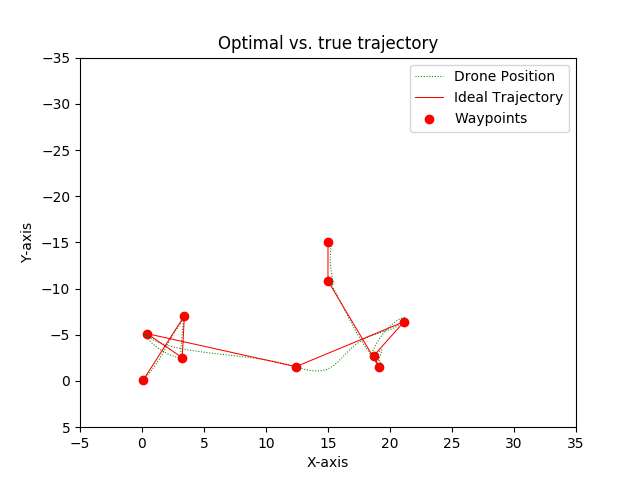 Optimal vs. true trajectory
Drone Position
Ideal Trajectory
Waypoints
Y-axis
−35
−30
−25
−20
−15
−10
−5
0
5
−5 0 5 10 15 20 25 30 35
X-axis